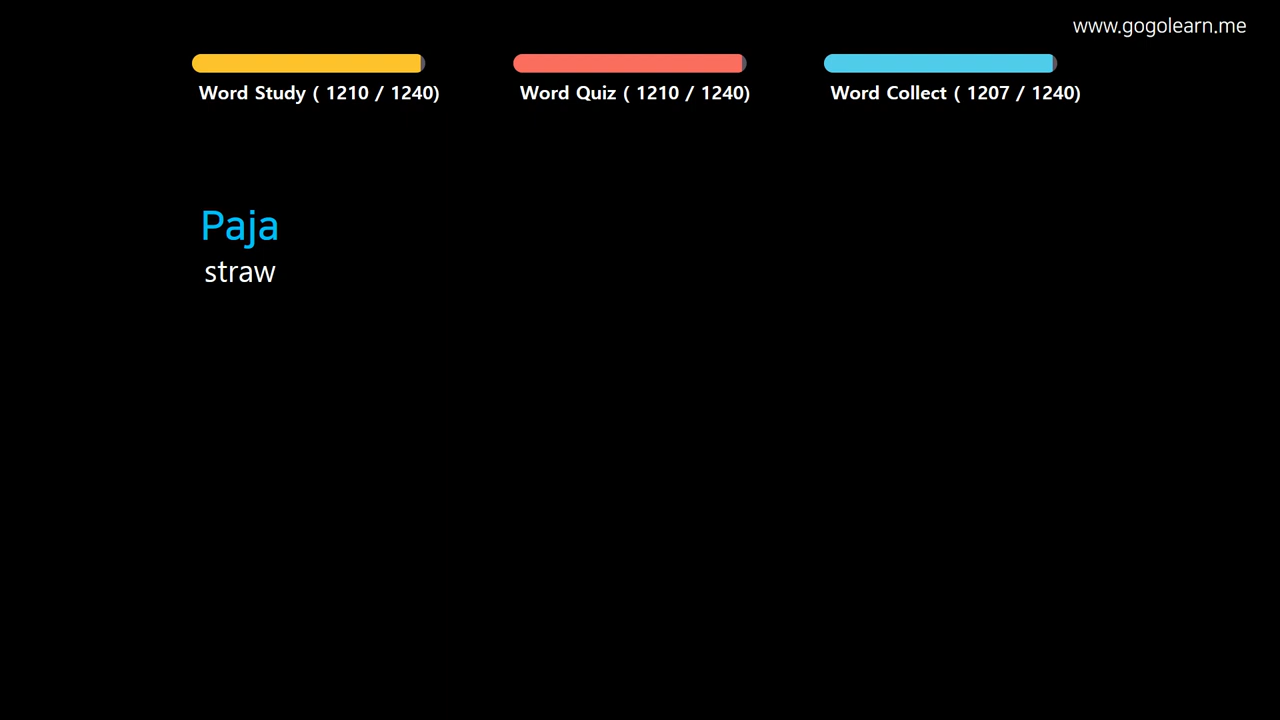 www.gogolearn.me
Word Study ( 1210 / 1240)
Word Quiz ( 1210 / 1240)
Word Collect ( 1207 / 1240)
Paja
straw